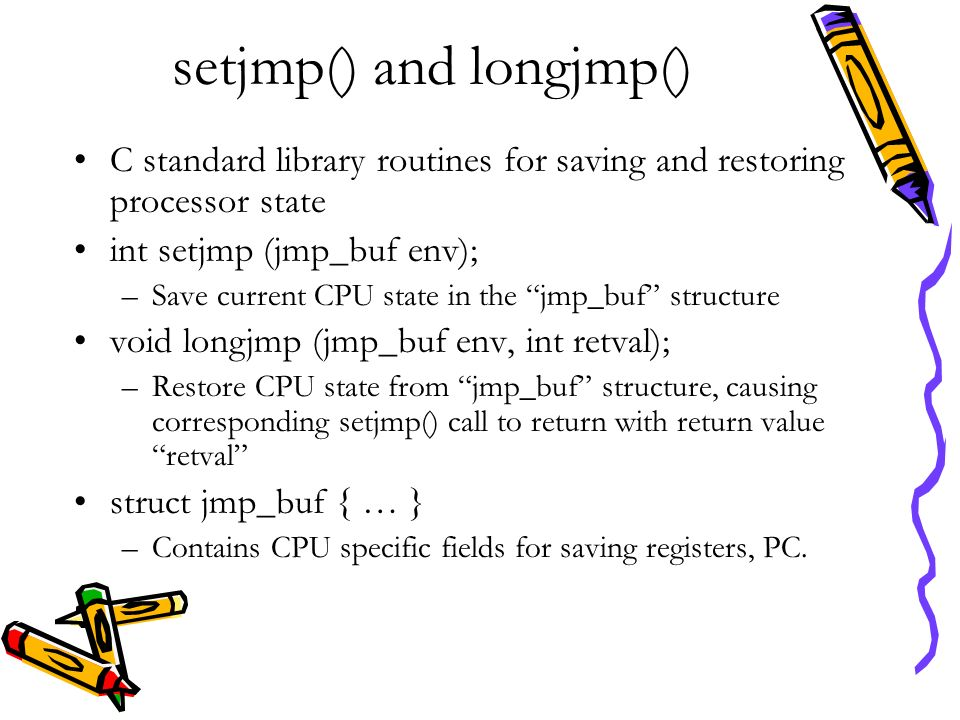 setjmp() and longjmp()
• C standard library routines for saving and restoring
processor state
• int setjmp (jmp_buf env);
– Save current CPU state in the “jmp_buf” structure
• void longjmp (jmp_buf env, int retval);
– Restore CPU state from “jmp_buf” structure, causing
corresponding setjmp() call to return with return value
“retval”
• struct jmp_buf { … }
– Contains CPU specific fields for saving registers, PC.